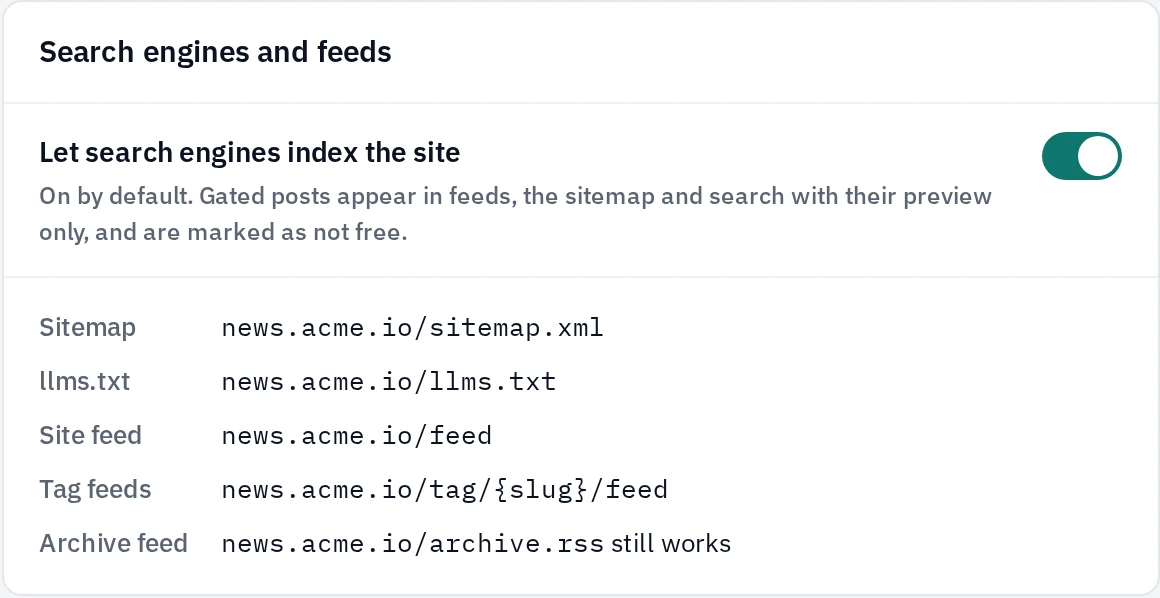 Search engines and feeds
Let search engines index the site
On by default. Gated posts appear in feeds, the sitemap and search with their preview
only, and are marked as not free.
Sitemap news.acme.io/sitemap.xml
llms.txt news.acme.io/llms.txt
Site feed news.acme.io/feed
Tag feeds news.acme.io/tag/{slug}/feed
Archive feed news.acme.io/archive.rss still works